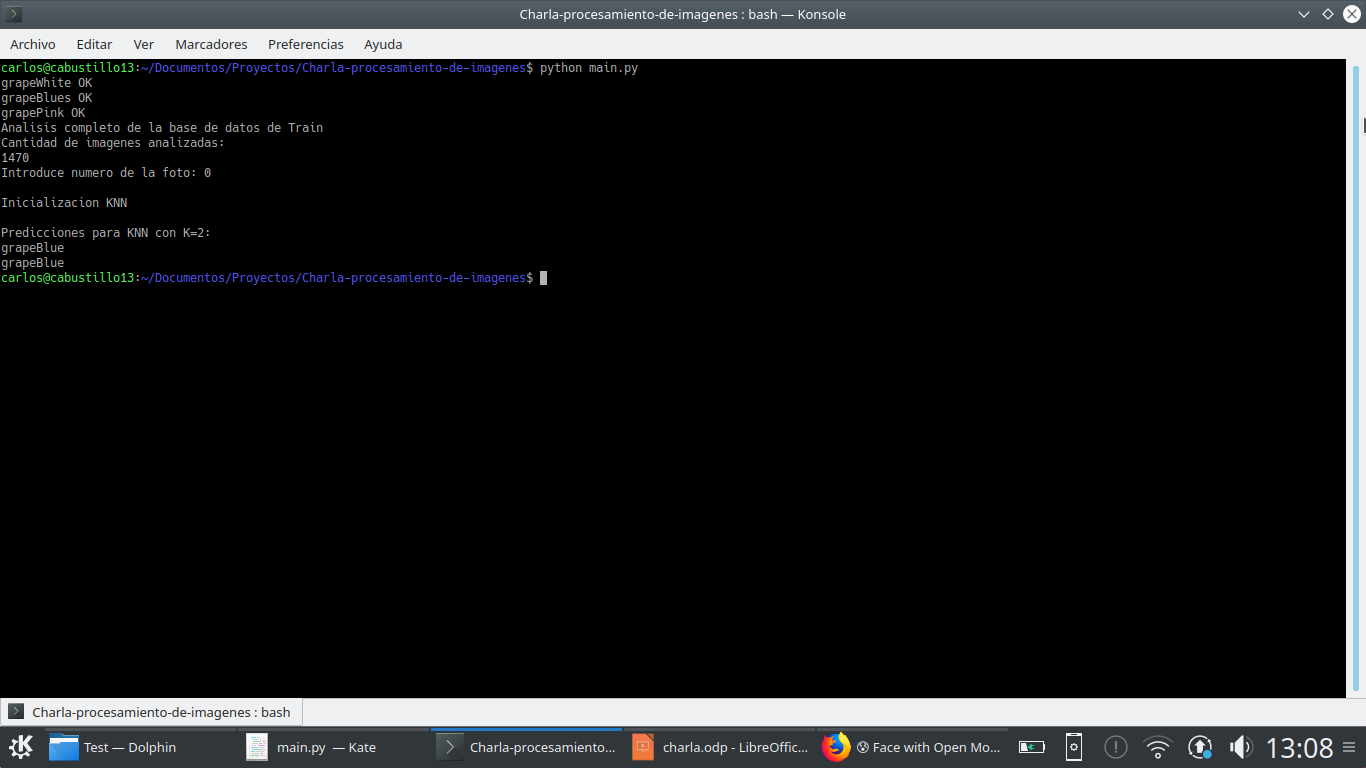 Charla-procesamiento-de-imagenes : bash — Konsole
Archivo Editar Ver Marcadores Preferencias Ayuda
carlos@cabustillo13:~/Documentos/Proyectos/Charla-procesamiento-de-imagenes$ python main.py
grapeWhite OK
grapeBlues OK
grapePink OK
Analisis completo de la base de datos de Train
Cantidad de imagenes analizadas:
1470
Introduce numero de la foto: 0
Inicializacion KNN
Predicciones para KNN con K=2:
grapeBlue
grapeBlue
carlos@cabustillo13:~/Documentos/Proyectos/Charla-procesamiento-de-imagenes$
Charla-procesamiento-de-imagenes : bash
Test — Dolphin main.py — Kate Charla-procesamiento... charla.odp - LibreOffic... Face with Open Mo... 13:08